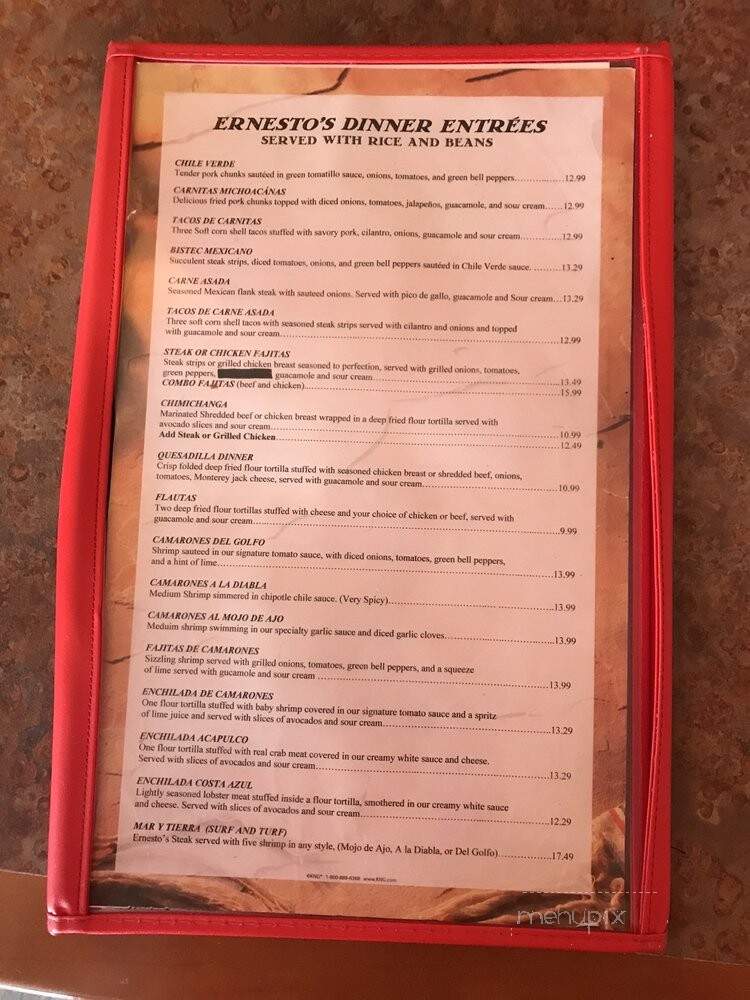 ERNESTO'S DINNER ENTRÉES
SERVED WITH RICE AND BEANS
CHILE VERDE
Tender pork chunks sautéed in green tomatillo sauce, onions, tomatoes, and green bell peppers...............12.99
CARNITAS MICHOACÁNAS
Delicious fried pork chunks topped with diced onions, tomatoes, jalapeños, guacamole, and sour cream......12.99
TACOS DE CARNITAS
Three Soft corn shell tacos stuffed with savory pork, cilantro, onions, guacamole and sour cream.............12.99
BISTEC MEXICANO
Succulent steak strips, diced tomatoes, onions, and green bell peppers sautéed in Chile Verde sauce. .........13.29
CARNE ASADA
Seasoned Mexican flank steak with sauteed onions. Served with pico de gallo, guacamole and Sour cream...13.29
TACOS DE CARNE ASADA
Three soft corn shell tacos with seasoned steak strips served with cilantro and onions and topped
with guacamole and sour cream...............12.99
STEAK OR CHICKEN FAJITAS
Steak strips or grilled chicken breast seasoned to perfection, served with grilled onions, tomatoes,
green peppers, guacamole and sour cream...............13.49
COMBO FAJITAS (beef and chicken)...............15.99
CHIMICHANGA
Marinated Shredded beef or chicken breast wrapped in a deep fried flour tortilla served with
avocado slices and sour cream...............10.99
Add Steak or Grilled Chicken...............12.49
QUESADILLA DINNER
Crisp folded deep fried flour tortilla stuffed with seasoned chicken breast or shredded beef, onions,
tomatoes, Monterey jack cheese, served with guacamole and sour cream...............10.99
FLAUTAS
Two deep fried flour tortillas stuffed with cheese and your choice of chicken or beef, served with
guacamole and sour cream...............9.99
CAMARONES DEL GOLFO
Shrimp sauteed in our signature tomato sauce, with diced onions, tomatoes, green bell peppers,
and a hint of lime...............13.99
CAMARONES A LA DIABLA
Medium Shrimp simmered in chipotle chile sauce. (Very Spicy)...............13.99
CAMARONES AL MOJO DE AJO
Meduim shrimp swimming in our specialty garlic sauce and diced garlic cloves...............13.99
FAJITAS DE CAMARONES
Sizzling shrimp served with grilled onions, tomatoes, green bell peppers, and a squeeze
of lime served with gucamole and sour cream ...............13.99
ENCHILADA DE CAMARONES
One flour tortilla stuffed with baby shrimp covered in our signature tomato sauce and a spritz
of lime juice and served with slices of avocados and sour cream...............13.29
ENCHILADA ACAPULCO
One flour tortilla stuffed with real crab meat covered in our creamy white sauce and cheese.
Served with slices of avocados and sour cream...............13.29
ENCHILADA COSTA AZUL
Lightly seasoned lobster meat stuffed inside a flour tortilla, smothered in our creamy white sauce
and cheese. Served with slices of avocados and sour cream...............12.29
MAR Y TIERRA (SURF AND TURF)
Ernesto's Steak served with five shrimp in any style, (Mojo de Ajo, A la Diabla, or Del Golfo)...............17.49
www.KNG.com
menupix